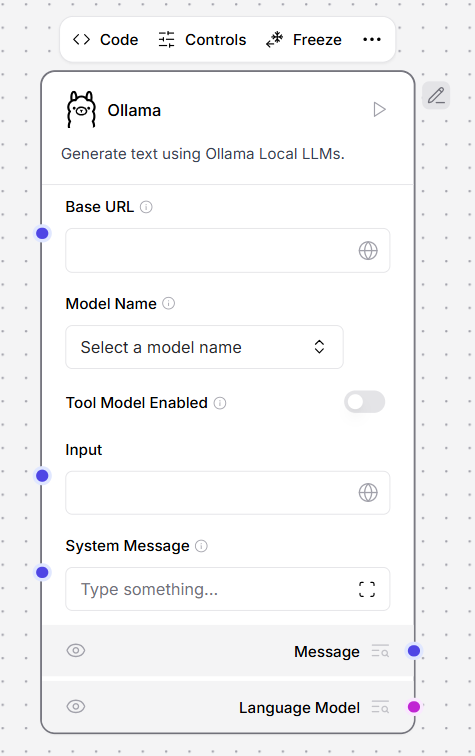 Code Controls Freeze
Ollama
Generate text using Ollama Local LLMs.
Base URL
Model Name
Select a model name
Tool Model Enabled
Input
System Message
Type something...
Message
Language Model